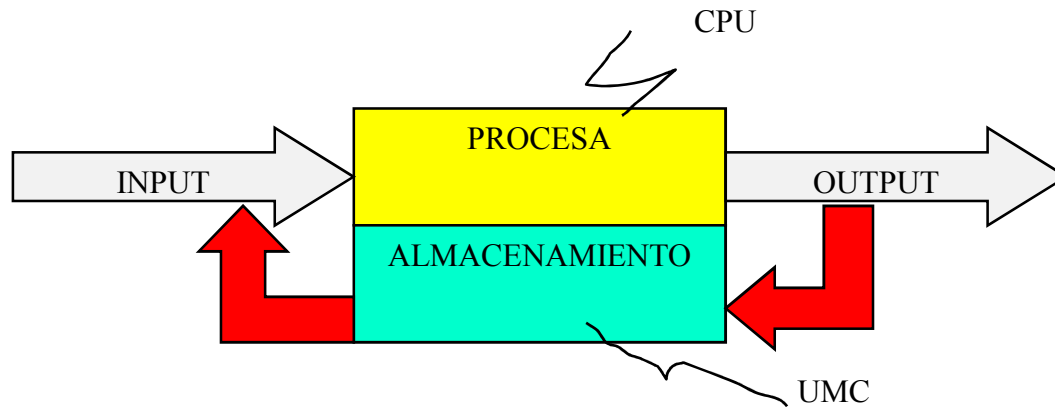 CPU
PROCESA
INPUT
OUTPUT
ALMACENAMIENTO
UMC